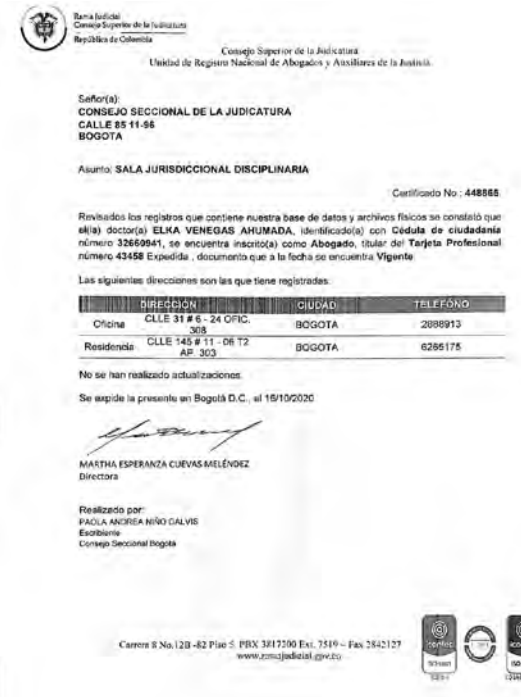 Rama Judicial
Consejo Superior de la Judicatura
República de Colombia
Consejo Superior de la Judicatura
Unidad de Registro Nacional de Abogados y Auxiliares de la Justicia
Señor(a):
CONSEJO SECCIONAL DE LA JUDICATURA
CALLE 85 11-96
BOGOTA
Asunto: SALA JURISDICCIONAL DISCIPLINARIA
Certificado No.: 448865
Revisados los registros que contiene nuestra base de datos y archivos físicos se constató que
el(la) doctor(a) ELKA VENEGAS AHUMADA, identificado(a) con Cédula de ciudadanía
número 32660941, se encuentra inscrito(a) como Abogado, titular del Tarjeta Profesional
número 43458 Expedida , documento que a la fecha se encuentra Vigente.
Las siguientes direcciones son las que tiene registradas:
DIRECCIÓN CIUDAD TELEFÓNO
Oficina CLLE 31 # 6 - 24 OFIC. 308 BOGOTA 2888913
Residencia CLLE 145 # 11 - 06 T2 AP 303 BOGOTA 6265175
No se han realizado actualizaciones.
Se expide la presente en Bogotá D.C., el 16/10/2020
MARTHA ESPERANZA CUEVAS MELÉNDEZ
Directora
Realizado por:
PAOLA ANDREA NIÑO GALVIS
Escribiente
Consejo Seccional Bogotá
Carrera 8 No.12B -82 Piso 5. PBX 3817200 Ext. 7519 – Fax 2842127
www.ramajudicial.gov.co
icontec